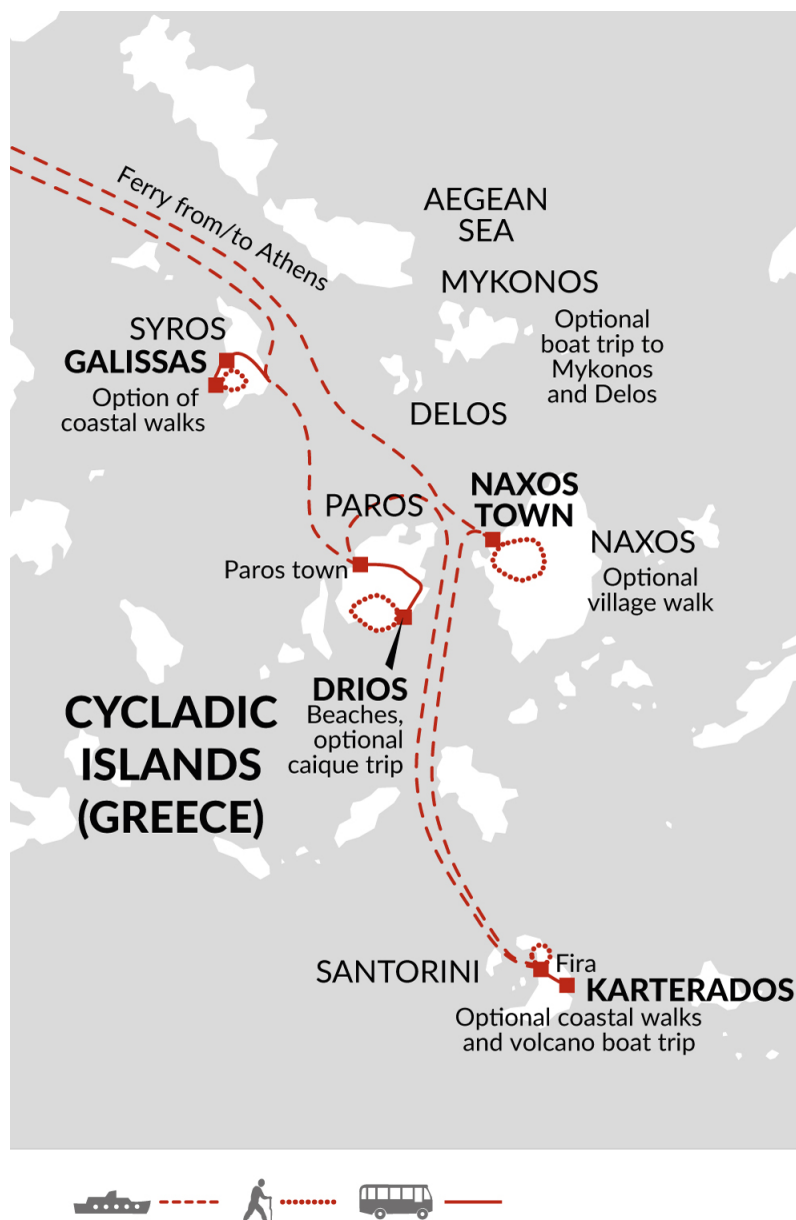 Ferry from/to Athens
AEGEAN
SEA
MYKONOS
Optional
boat trip to
Mykonos
and Delos
SYROS
GALISSAS
Option of
coastal walks
DELOS
NAXOS
TOWN
PAROS
NAXOS
Optional
village walk
Paros town
DRIOS
Beaches,
optional
caique trip
CYCLADIC
ISLANDS
(GREECE)
SANTORINI
Fira
KARTERADOS
Optional coastal walks
and volcano boat trip